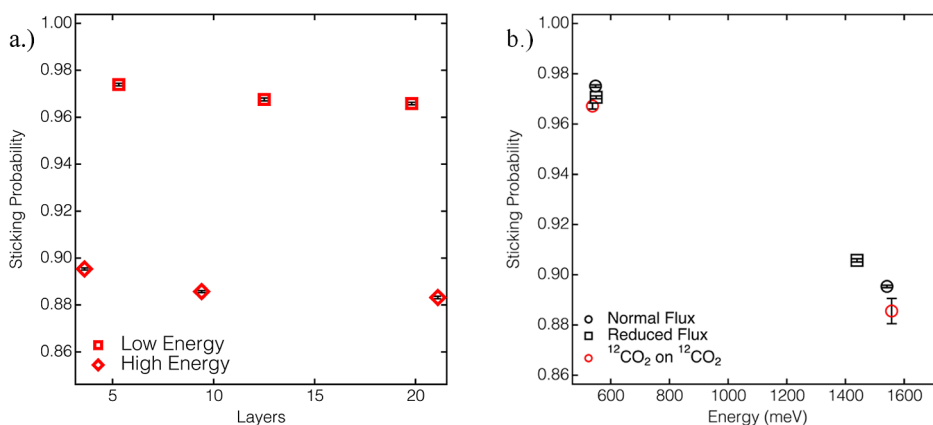 a.)
Sticking Probability
1.00
0.98
0.96
0.94
0.92
0.90
0.88
0.86
Low Energy
High Energy
5
10
15
20
Layers
b.)
Sticking Probability
1.00
0.98
0.96
0.94
0.92
0.90
0.88
0.86
Normal Flux
Reduced Flux
¹²CO₂ on ¹²CO₂
600
800
1000
1200
1400
1600
Energy (meV)